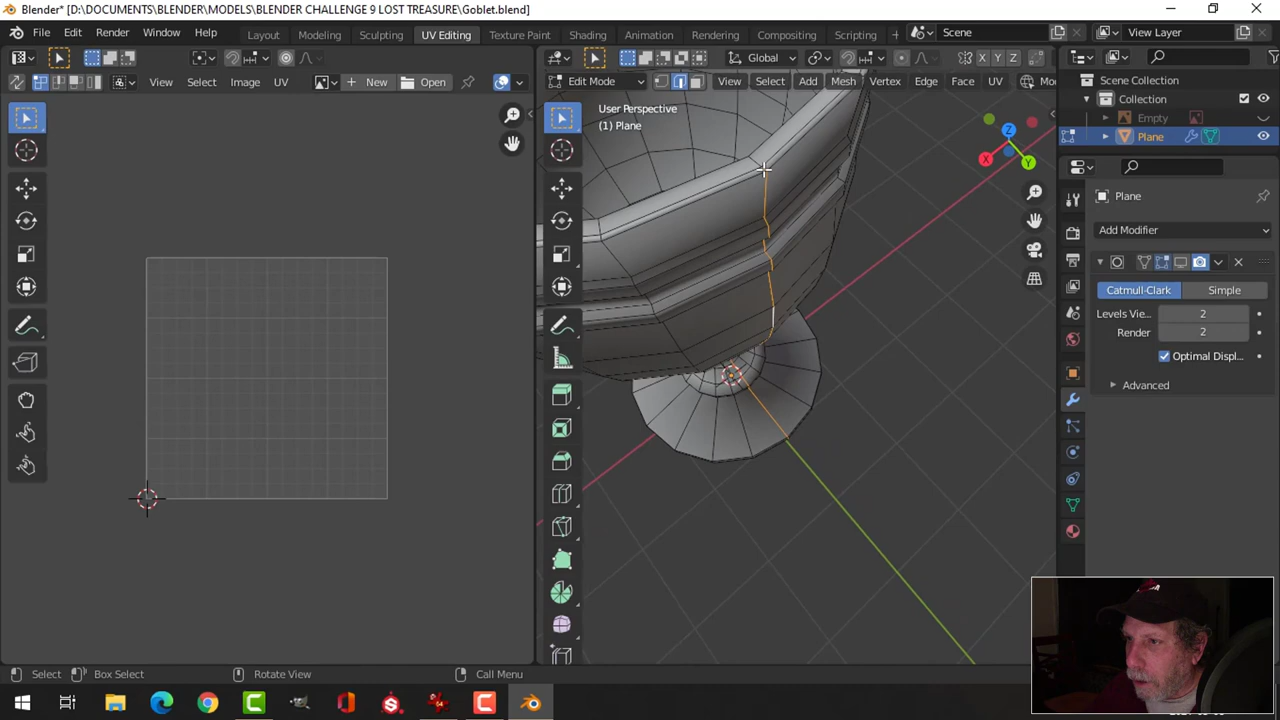 Blender* [D:\DOCUMENTS\BLENDER\MODELS\BLENDER CHALLENGE 9 LOST TREASURE\Goblet.blend]
File Edit Render Window Help Layout Modeling Sculpting UV Editing Texture Paint Shading Animation Rendering Compositing Scripting + Scene View Layer
Global X Y Z
View Select Image UV New Open Edit Mode View Select Add Mesh Vertex Edge Face UV Mo
User Perspective
(1) Plane
Scene Collection
Collection
Empty
Plane
Z
X
Y
Plane
Add Modifier
Catmull-Clark Simple
Levels Vie... 2
Render 2
Optimal Displ...
Advanced
Select Box Select Rotate View Call Menu